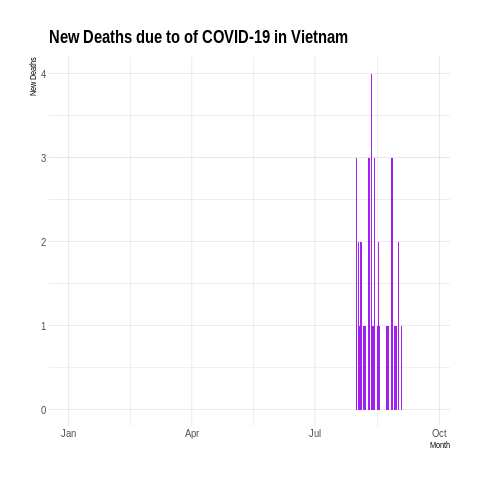 New Deaths due to of COVID-19 in Vietnam
New Deaths
4
3
2
1
0
Jan Apr Jul Oct
Month